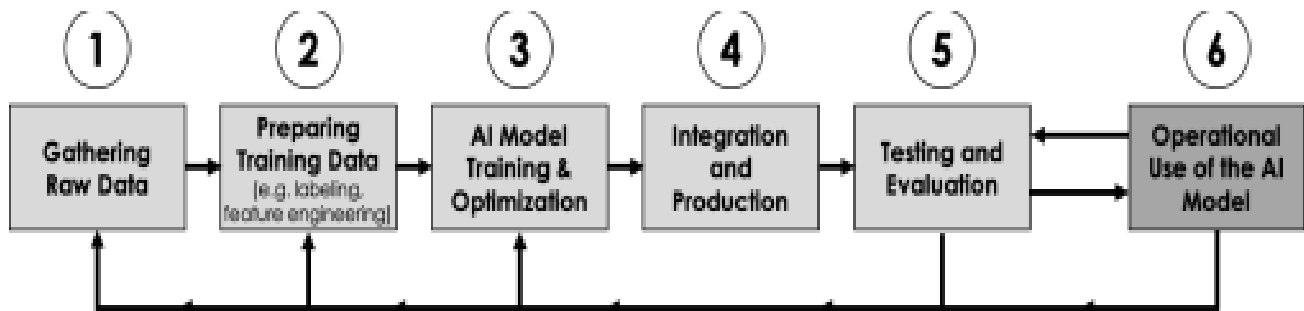 1
2
3
4
5
6
Gathering
Raw Data
Preparing
Training Data
(e.g. labeling,
feature engineering)
AI Model
Training &
Optimization
Integration
and
Production
Testing and
Evaluation
Operational
Use of the AI
Model